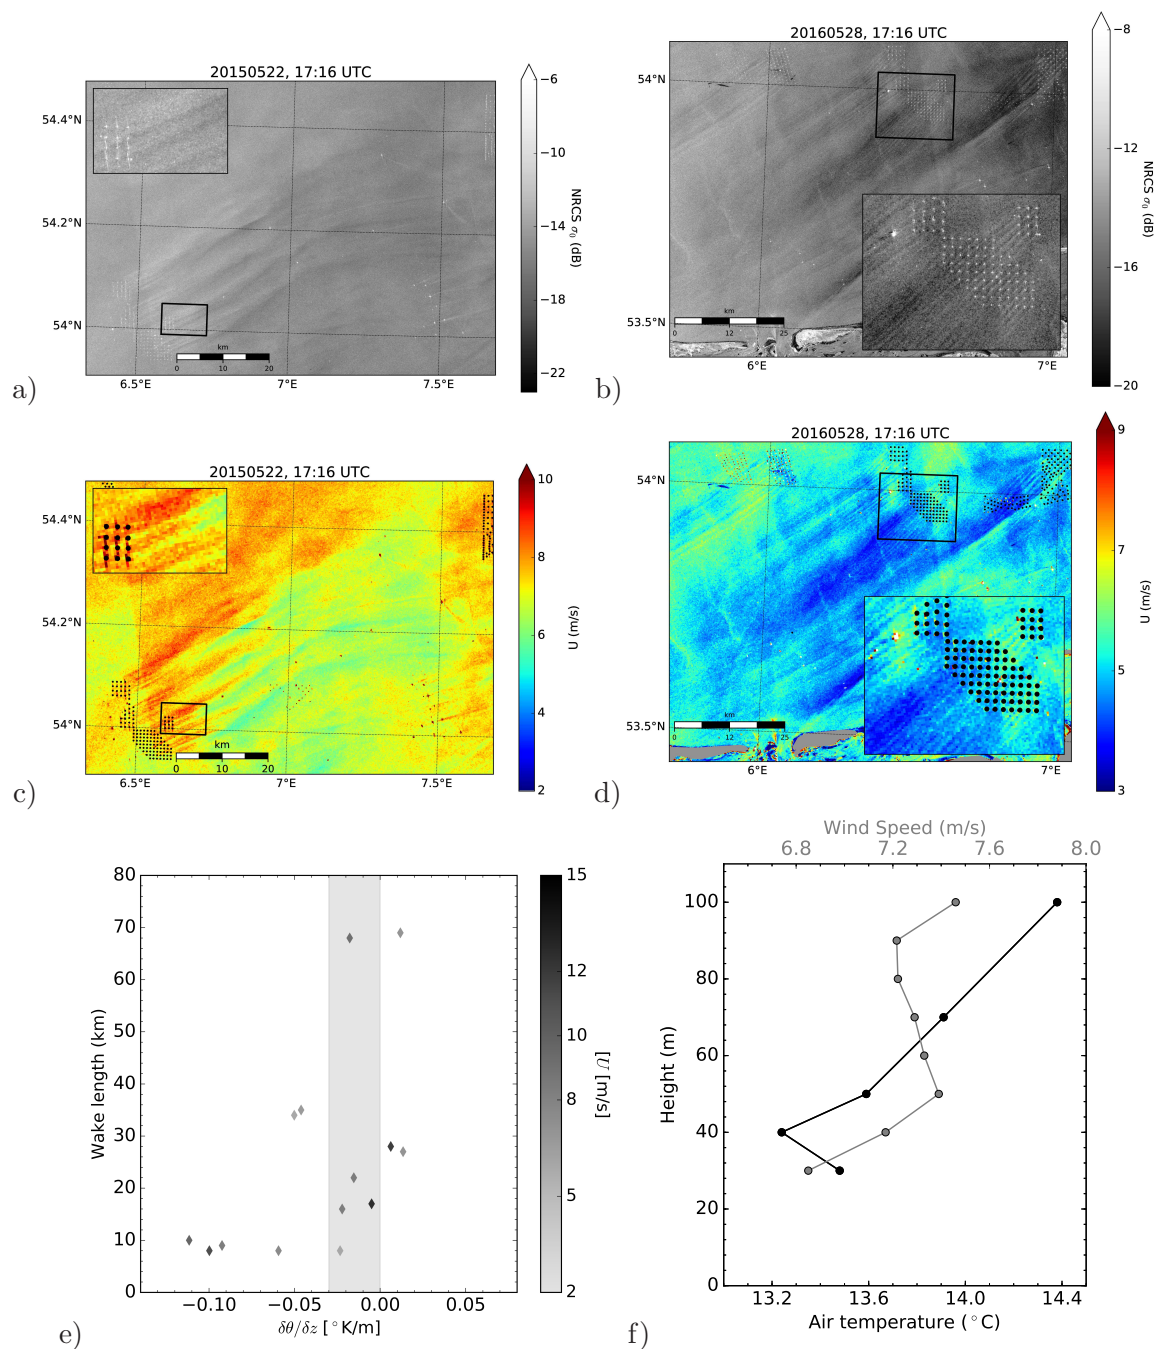 20150522, 17:16 UTC
54.4°N
54.2°N
54°N
6.5°E
7°E
7.5°E
km
0
10
20
−6
−10
−14
−18
−22
NRCS σ0 (dB)
a)
20160528, 17:16 UTC
54°N
53.5°N
6°E
7°E
km
0
12
25
−8
−12
−16
−20
NRCS σ0 (dB)
b)
20150522, 17:16 UTC
54.4°N
54.2°N
54°N
6.5°E
7°E
7.5°E
km
0
10
20
10
8
6
4
2
U (m/s)
c)
20160528, 17:16 UTC
54°N
53.5°N
6°E
7°E
km
0
12
25
9
7
5
3
U (m/s)
d)
80
70
60
50
40
30
20
10
0
Wake length (km)
−0.10
−0.05
0.00
0.05
δθ/δz [°K/m]
15
12
10
8
5
2
[U [m/s]
e)
Wind Speed (m/s)
6.8
7.2
7.6
8.0
100
80
60
40
20
0
Height (m)
13.2
13.6
14.0
14.4
Air temperature (°C)
f)